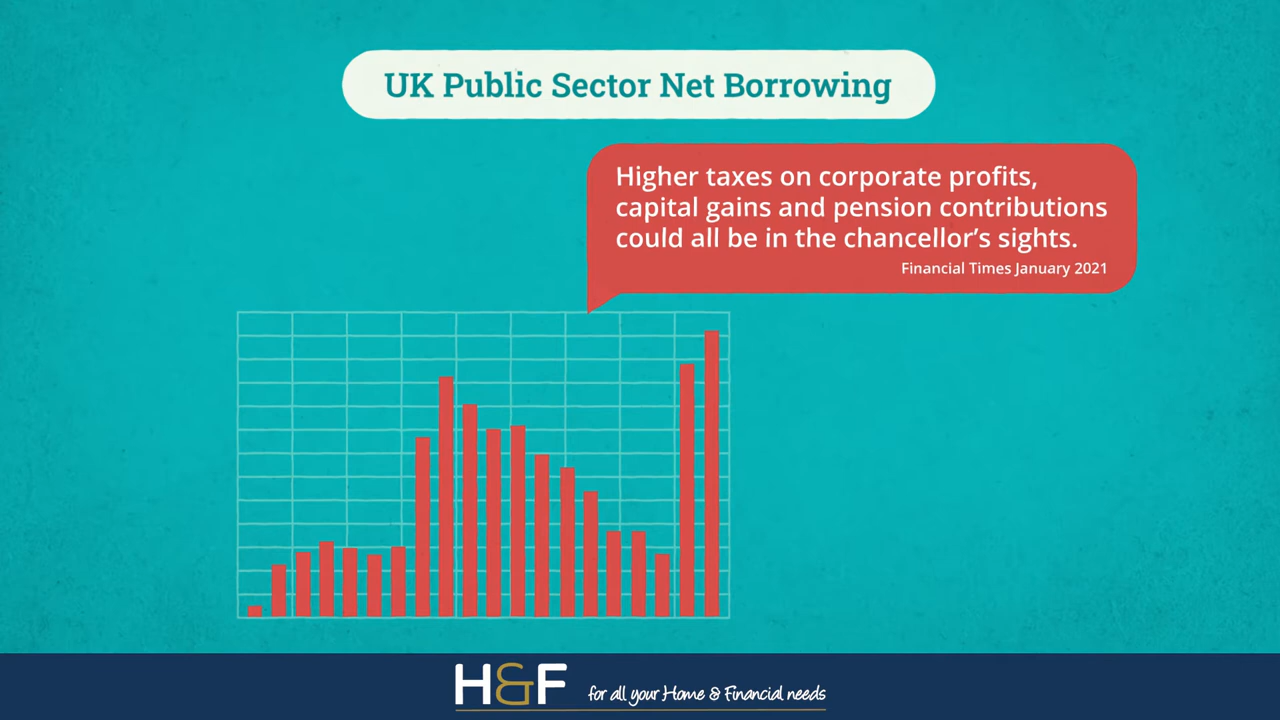 UK Public Sector Net Borrowing
Higher taxes on corporate profits,
capital gains and pension contributions
could all be in the chancellor’s sights.
Financial Times January 2021
H&F for all your Home & Financial needs